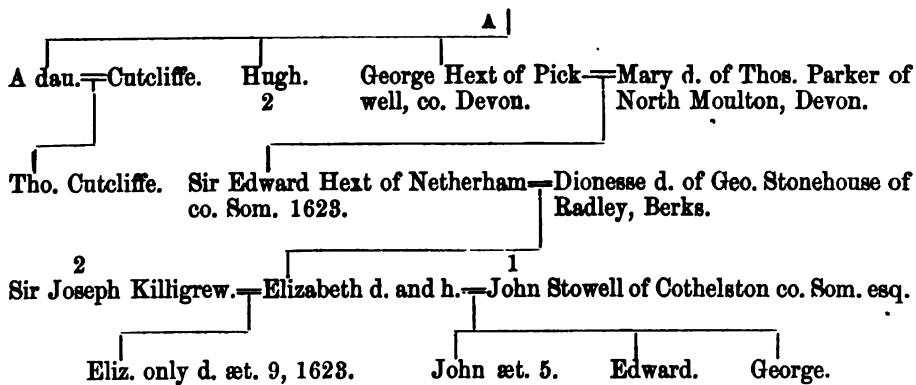 A
A dau.=Cutcliffe. Hugh. George Hext of Pick-=Mary d. of Thos. Parker of
2 well, co. Devon. North Moulton, Devon.
Tho. Cutcliffe. Sir Edward Hext of Netherham=Dionesse d. of Geo. Stonehouse of
co. Som. 1623. Radley, Berks.
2 1
Sir Joseph Killigrew.=Elizabeth d. and h.=John Stowell of Cothelston co. Som. esq.
Eliz. only d. æt. 9, 1623. John æt. 5. Edward. George.